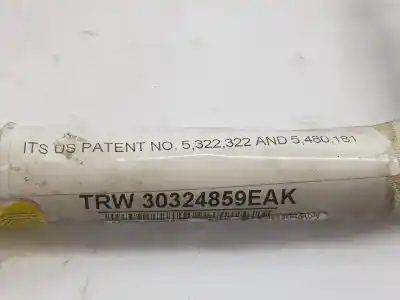 ITS US PATENT NO. 5,322,322 AND 5,480,181
TRW 30324859EAK